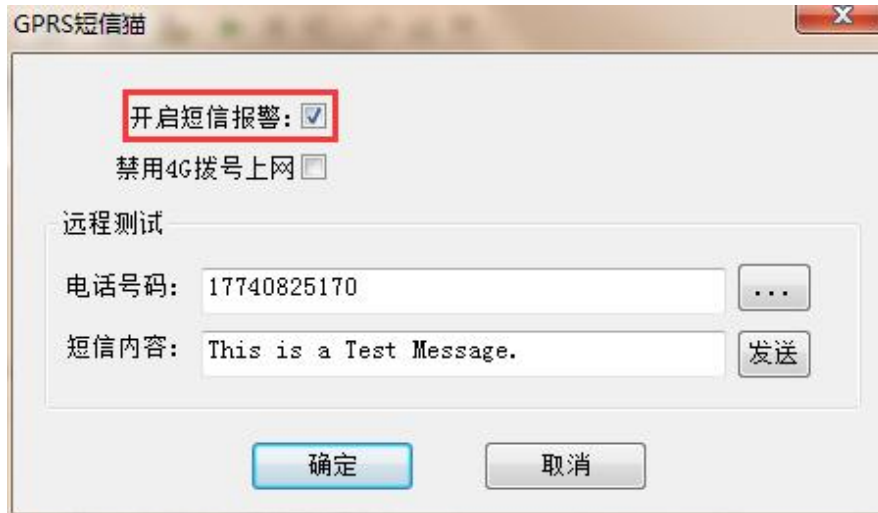 GPRS短信猫
开启短信报警:
禁用4G拨号上网
远程测试
电话号码: 17740825170 ...
短信内容: This is a Test Message. 发送
确定 取消